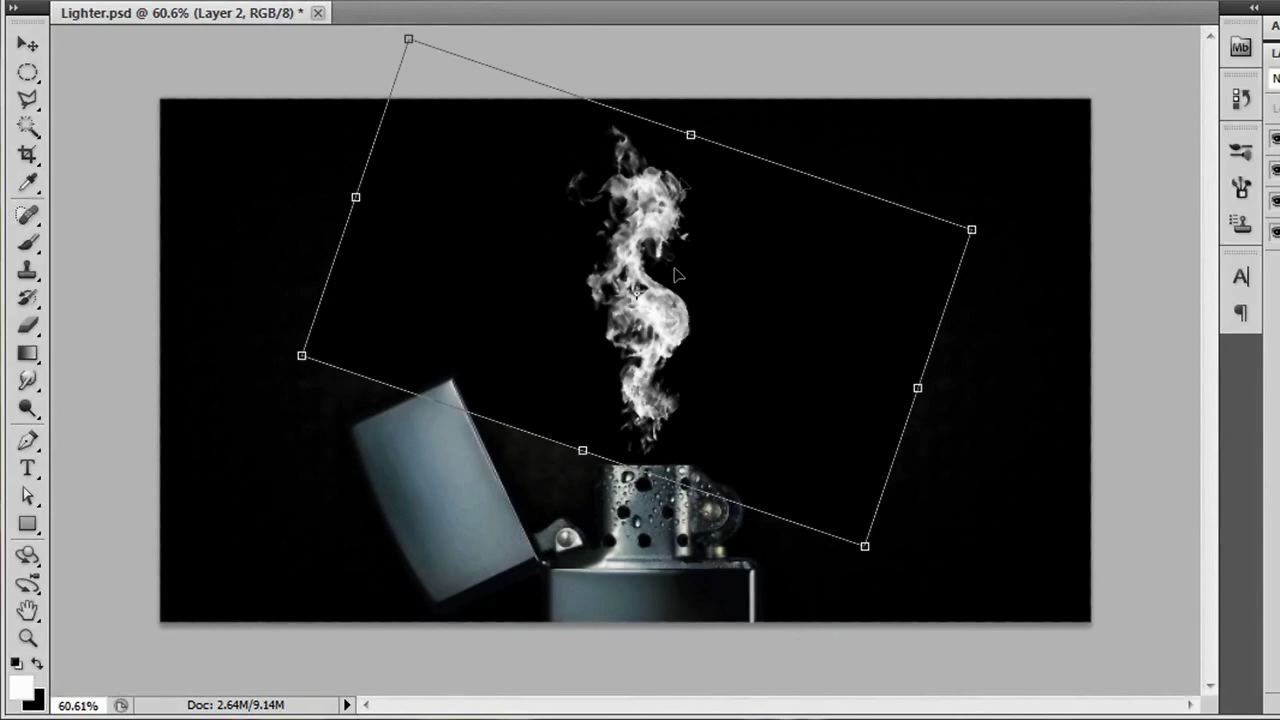 Lighter.psd @ 60.6% (Layer 2, RGB/8) *
Mb
A
T
60.61%
Doc: 2.64M/9.14M